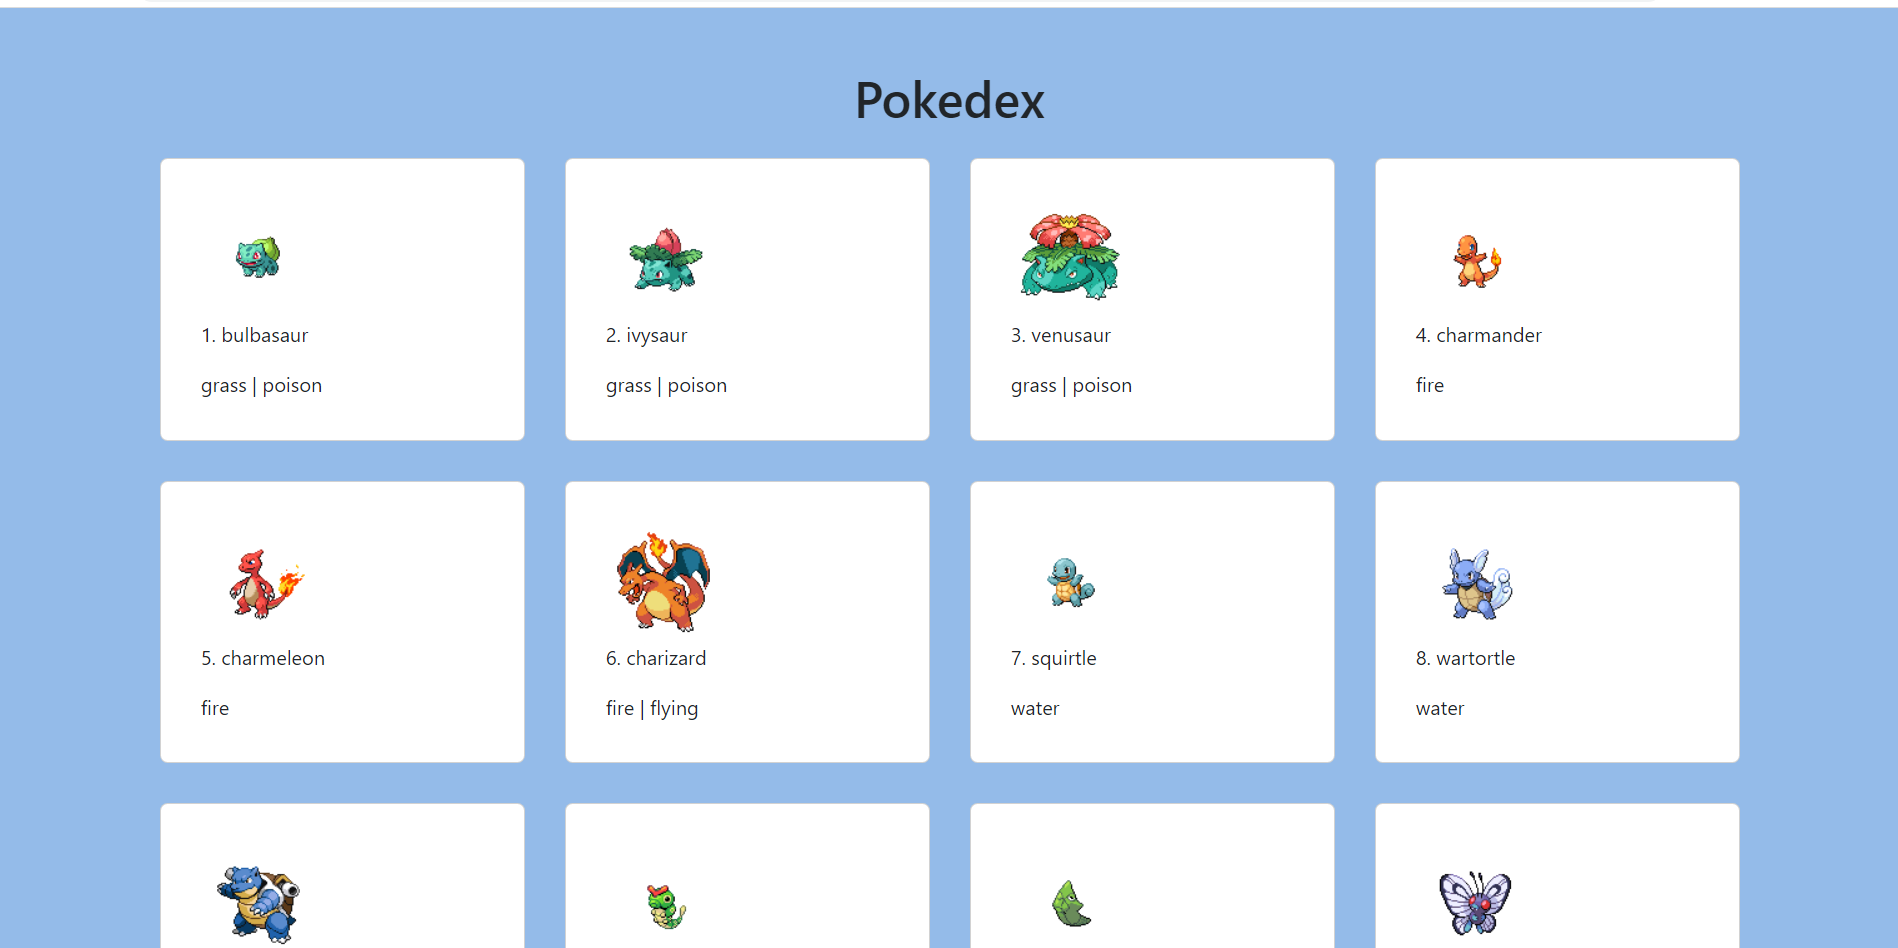 Pokedex
1. bulbasaur
grass | poison
2. ivysaur
grass | poison
3. venusaur
grass | poison
4. charmander
fire
5. charmeleon
fire
6. charizard
fire | flying
7. squirtle
water
8. wartortle
water